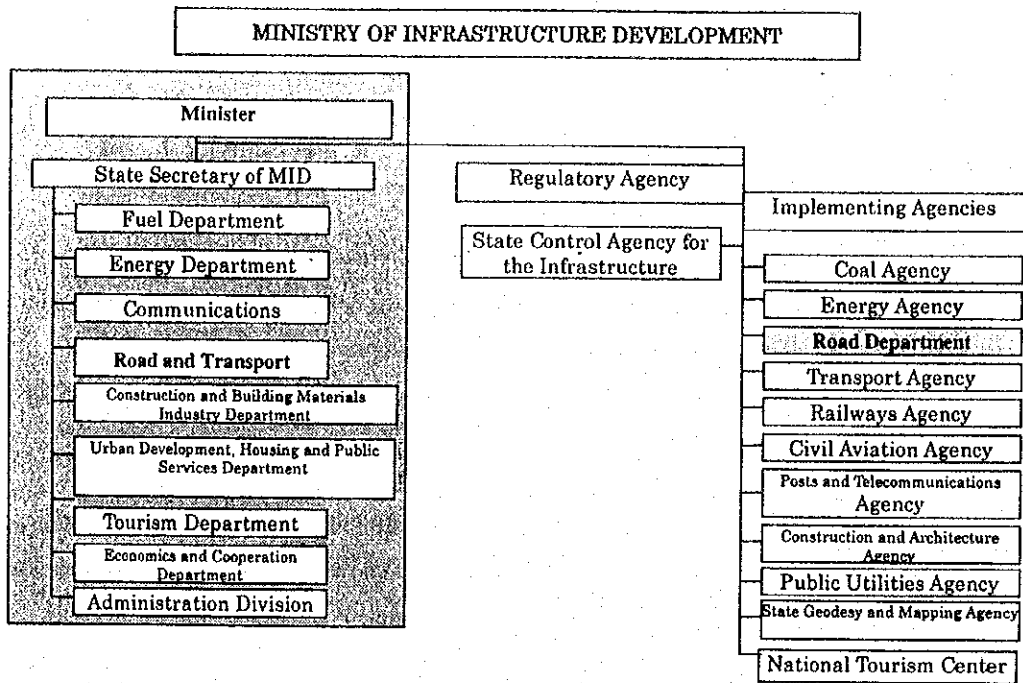 MINISTRY OF INFRASTRUCTURE DEVELOPMENT
Minister
State Secretary of MID
Fuel Department
Energy Department
Communications
Road and Transport
Construction and Building Materials
Industry Department
Urban Development, Housing and Public
Services Department
Tourism Department
Economics and Cooperation
Department
Administration Division
Regulatory Agency
State Control Agency for
the Infrastructure
Implementing Agencies
Coal Agency
Energy Agency
Road Department
Transport Agency
Railways Agency
Civil Aviation Agency
Posts and Telecommunications
Agency
Construction and Architecture
Agency
Public Utilities Agency
State Geodesy and Mapping Agency
National Tourism Center